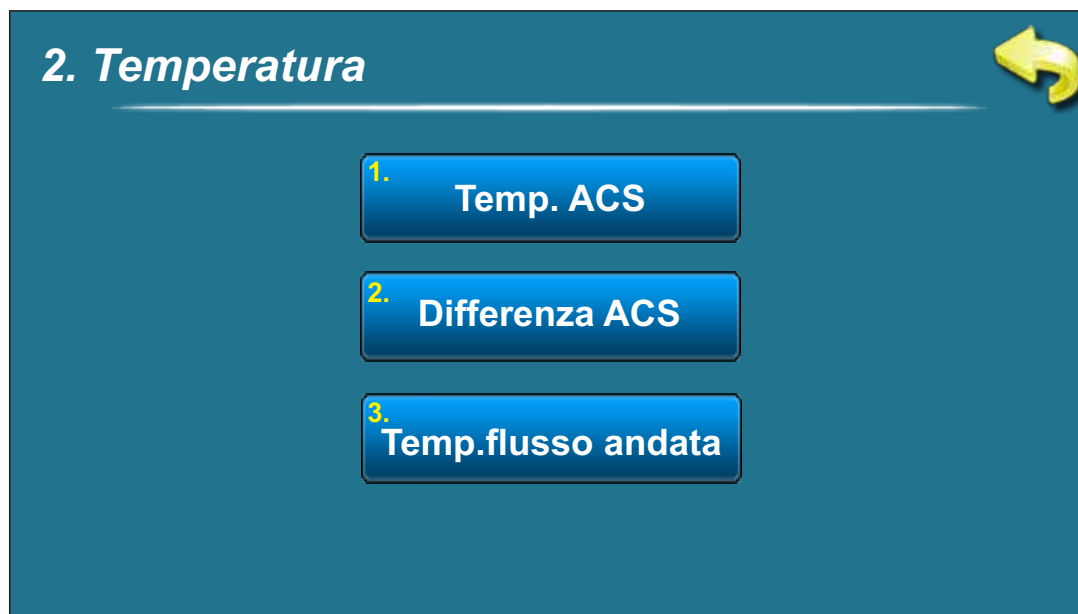 2. Temperatura
1.
Temp. ACS
2.
Differenza ACS
3.
Temp.flusso andata